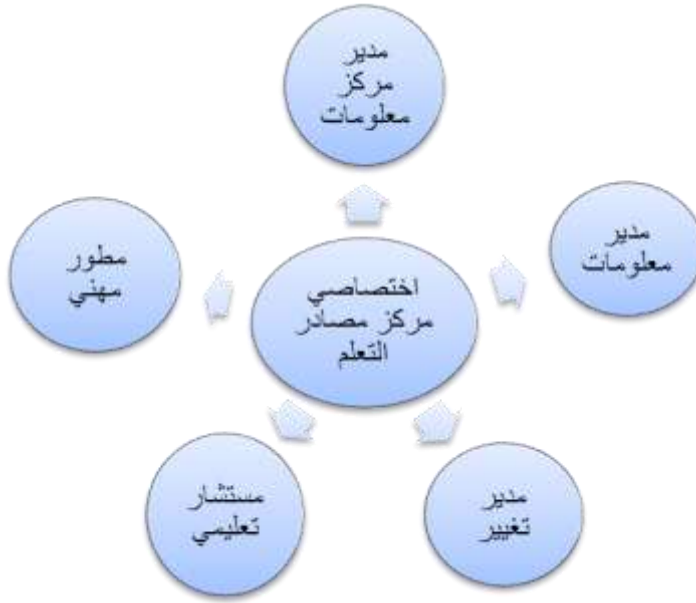 مدير
مركز
معلومات
مدير
معلومات
مطور
مهني
اختصاصي
مركز مصادر
التعلم
مستشار
تعليمي
مدير
تغيير